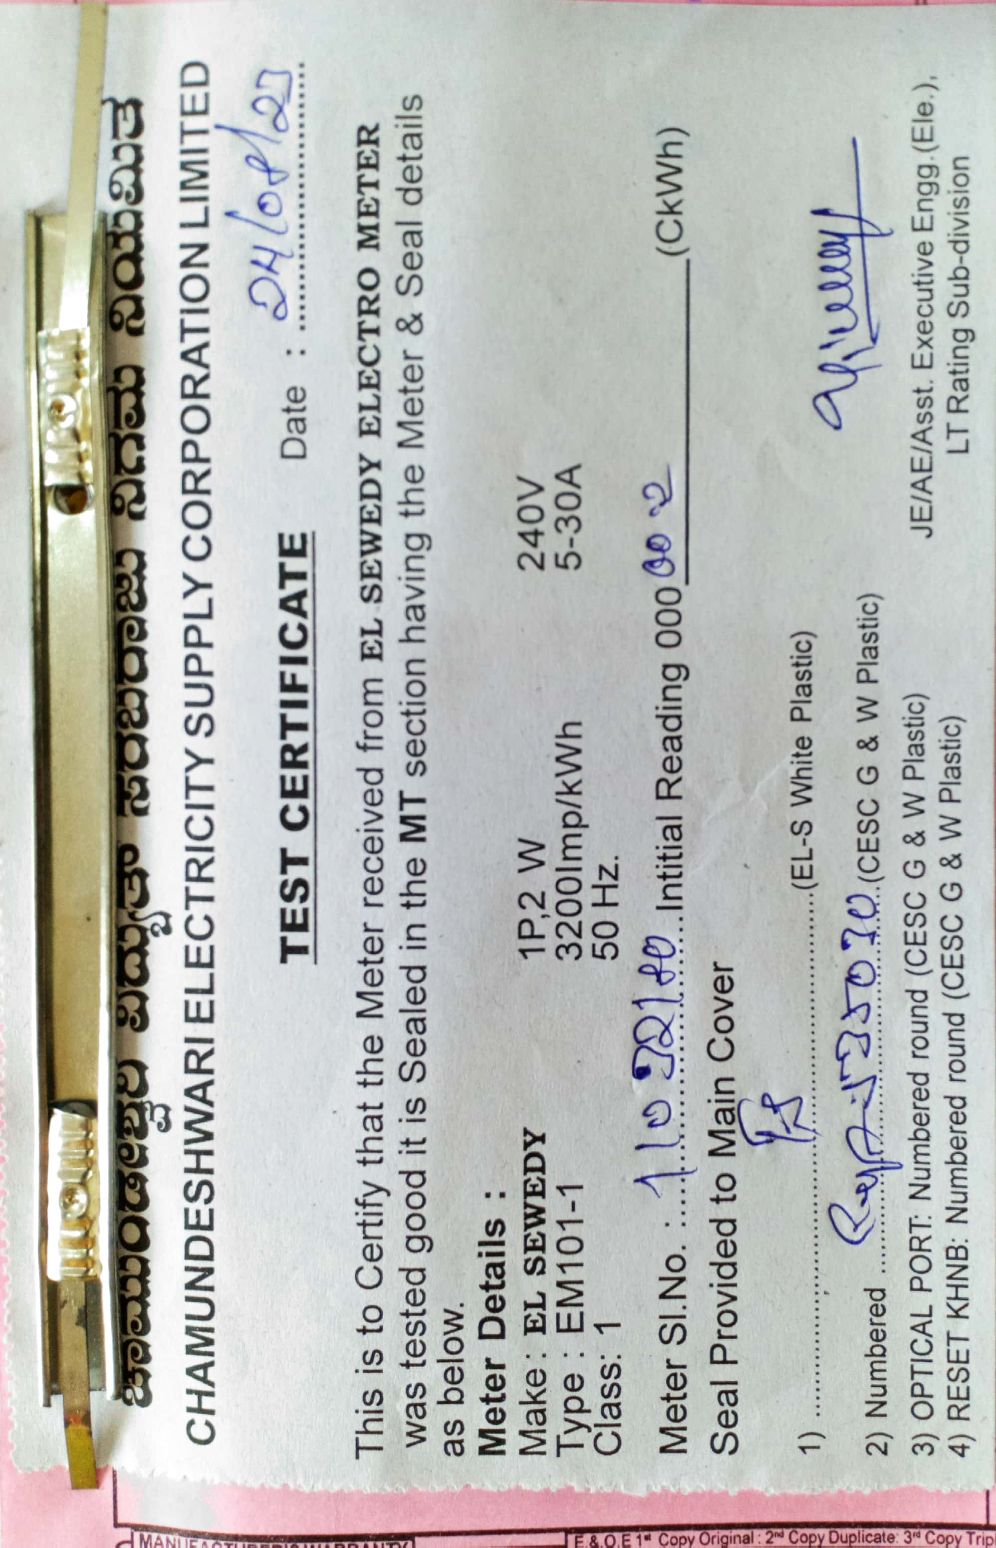 ಚಾಮುಂಡೇಶ್ವರಿ ವಿದ್ಯುತ್ ಸರಬರಾಜು ನಿಗಮ ನಿಯಮಿತ
CHAMUNDESHWARI ELECTRICITY SUPPLY CORPORATION LIMITED
TEST CERTIFICATE Date : 24/08/23
This is to Certify that the Meter received from EL SEWEDY ELECTRO METER
was tested good it is Sealed in the MT section having the Meter & Seal details
as below.
Meter Details :
Make : EL SEWEDY 1P,2 W 240V
Type : EM101-1 3200Imp/kWh 5-30A
Class: 1 50 Hz.
Meter Sl.No. : Intitial Reading 000 (CkWh)
Seal Provided to Main Cover
1) (EL-S White Plastic)
2) Numbered (CESC G & W Plastic)
3) OPTICAL PORT: Numbered round (CESC G & W Plastic)
4) RESET KHNB: Numbered round (CESC G & W Plastic)
JE/AE/Asst. Executive Engg.(Ele.),
LT Rating Sub-division
MANUFACTURER'S WARRANTY
E & O.E 1st Copy Original : 2nd Copy Duplicate: 3rd Copy Trip